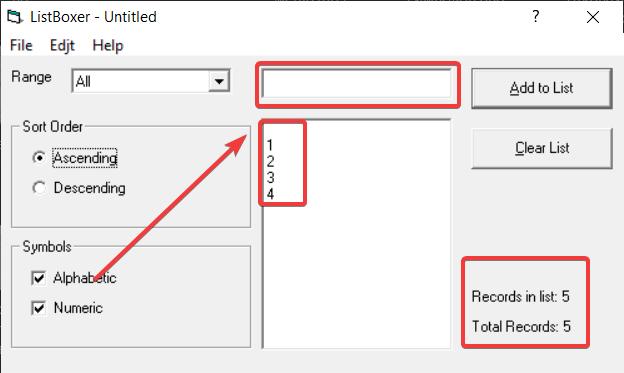 ListBoxer - Untitled
File Edjt Help
Range All Add to List
Sort Order
Ascending
Descending
1
2
3
4
Clear List
Symbols
Alphabetic
Numeric
Records in list: 5
Total Records: 5